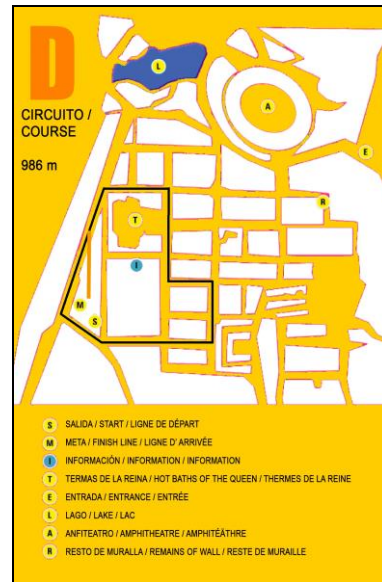 D
CIRCUITO /
COURSE
986 m
L
A
E
R
T
I
M
S
S SALIDA / START / LIGNE DE DÉPART
M META / FINISH LINE / LIGNE D' ARRIVÉE
I INFORMACIÓN / INFORMATION / INFORMATION
T TERMAS DE LA REINA / HOT BATHS OF THE QUEEN / THERMES DE LA REINE
E ENTRADA / ENTRANCE / ENTRÉE
L LAGO / LAKE / LAC
A ANFITEATRO / AMPHITHEATRE / AMPHITÉÂTHRE
R RESTO DE MURALLA / REMAINS OF WALL / RESTE DE MURAILLE